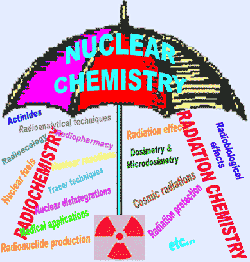 NUCLEAR
CHEMISTRY
Actinides
Radioanalytical techniques
Radioecology
Radiopharmacy
Nuclear fuels
Tracer techniques
Nuclear disintegrations
Medical applications
Radionuclide production
RADIOCHEMISTRY
Radiation effects
Dosimetry &
Microdosimetry
Cosmic radiations
Radiation protection
etc.
RADIATION CHEMISTRY
Radiobiological
effects